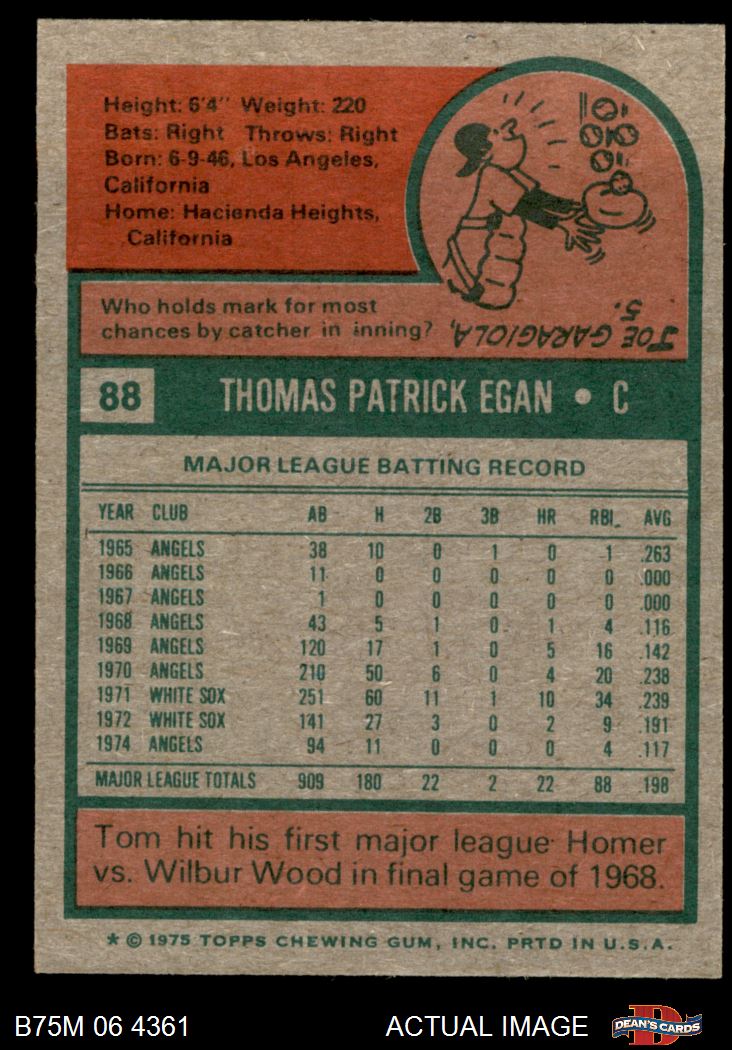 Height: 6'4" Weight: 220
Bats: Right Throws: Right
Born: 6-9-46, Los Angeles,
California
Home: Hacienda Heights,
California
Who holds mark for most
chances by catcher in inning?
JOE GARAGIOLA,
5.
88 THOMAS PATRICK EGAN • C
MAJOR LEAGUE BATTING RECORD
YEAR CLUB AB H 2B 3B HR RBI AVG
1965 ANGELS 38 10 0 1 0 1 .263
1966 ANGELS 11 0 0 0 0 0 .000
1967 ANGELS 1 0 0 0 0 0 .000
1968 ANGELS 43 5 1 0 1 4 .116
1969 ANGELS 120 17 1 0 5 16 .142
1970 ANGELS 210 50 6 0 4 20 .238
1971 WHITE SOX 251 60 11 1 10 34 .239
1972 WHITE SOX 141 27 3 0 2 9 .191
1974 ANGELS 94 11 0 0 0 4 .117
MAJOR LEAGUE TOTALS 909 180 22 2 22 88 .198
Tom hit his first major league Homer
vs. Wilbur Wood in final game of 1968.
* © 1975 TOPPS CHEWING GUM, INC. PRTD IN U.S.A.
B75M 06 4361 ACTUAL IMAGE D DEAN'S CARDS